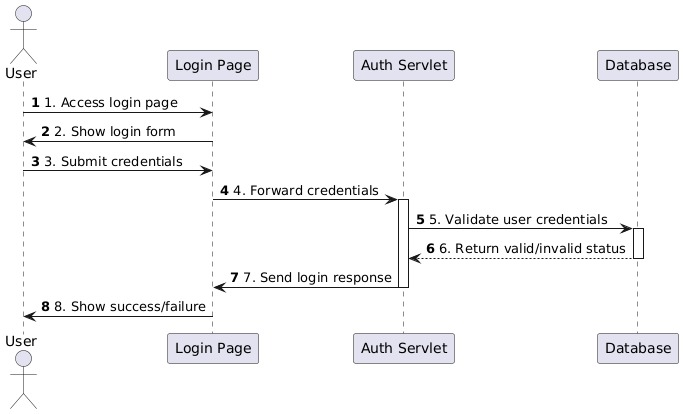 User
Login Page
Auth Servlet
Database
1 1. Access login page
2 2. Show login form
3 3. Submit credentials
4 4. Forward credentials
5 5. Validate user credentials
6 6. Return valid/invalid status
7 7. Send login response
8 8. Show success/failure
User
Login Page
Auth Servlet
Database